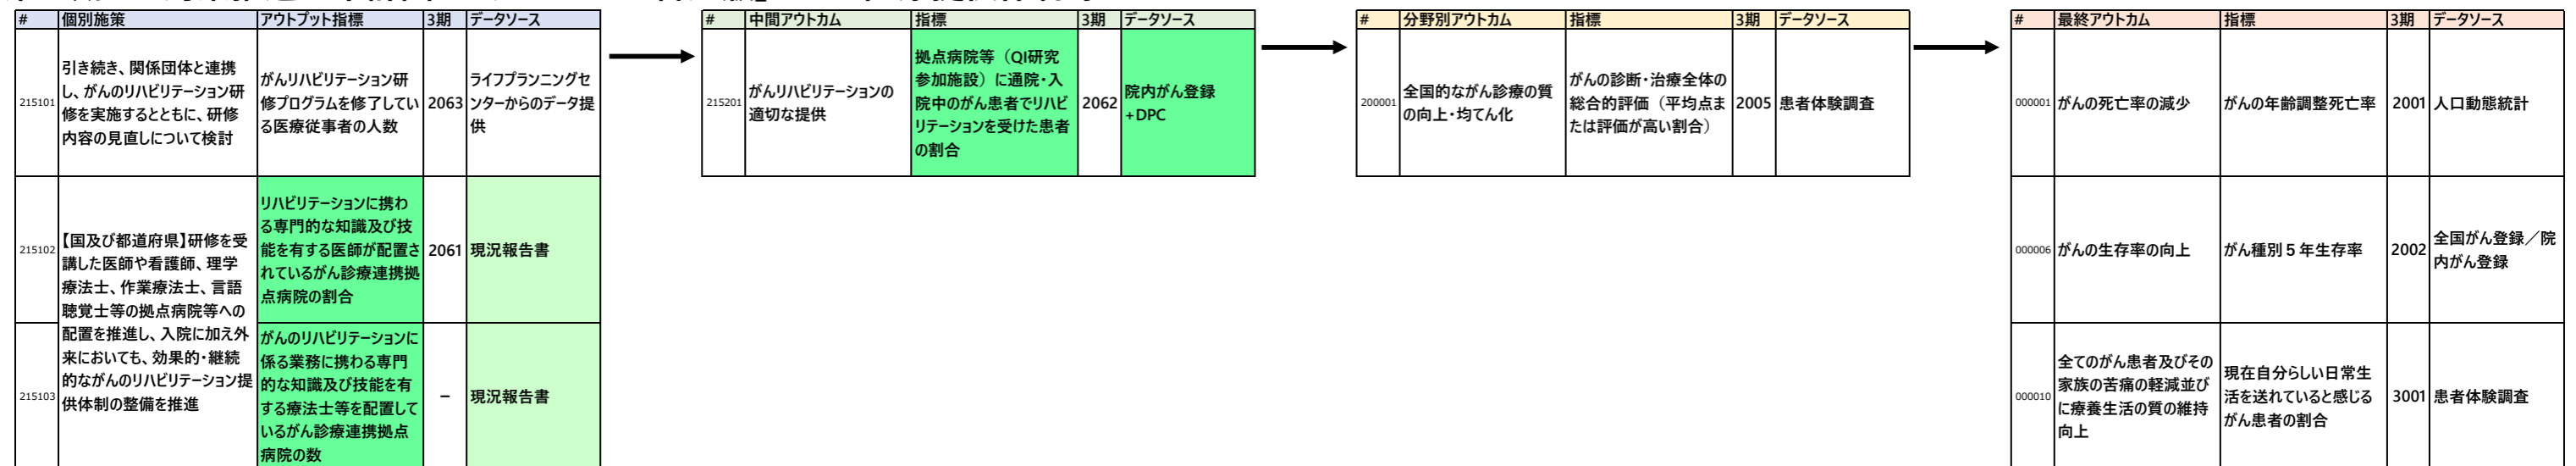 # 個別施策 アウトプット指標 3期 データソース
215101
引き続き、関係団体と連携
し、がんのリハビリテーション研
修を実施するとともに、研修
内容の見直しについて検討
がんリハビリテーション研
修プログラムを修了してい
る医療従事者の人数
2063
ライフプランニングセ
ンターからのデータ提
供
215102
【国及び都道府県】研修を受
講した医師や看護師、理学
療法士、作業療法士、言語
聴覚士等の拠点病院等への
配置を推進し、入院に加え外
来においても、効果的・継続
的ながんのリハビリテーション提
供体制の整備を推進
リハビリテーションに携わ
る専門的な知識及び技
能を有する医師が配置さ
れているがん診療連携拠
点病院の割合
2061
現況報告書
215103
がんのリハビリテーションに
係る業務に携わる専門
的な知識及び技能を有
する療法士等を配置して
いるがん診療連携拠点
病院の数
–
現況報告書
# 中間アウトカム 指標 3期 データソース
215201
がんリハビリテーションの
適切な提供
拠点病院等（QI研究
参加施設）に通院・入
院中のがん患者でリハビ
リテーションを受けた患者
の割合
2062
院内がん登録
+DPC
# 分野別アウトカム 指標 3期 データソース
200001
全国的ながん診療の質
の向上・均てん化
がんの診断・治療全体の
総合的評価（平均点ま
たは評価が高い割合）
2005
患者体験調査
# 最終アウトカム 指標 3期 データソース
000001
がんの死亡率の減少
がんの年齢調整死亡率
2001
人口動態統計
000006
がんの生存率の向上
がん種別５年生存率
2002
全国がん登録／院
内がん登録
000010
全てのがん患者及びその
家族の苦痛の軽減並び
に療養生活の質の維持
向上
現在自分らしい日常生
活を送れていると感じる
がん患者の割合
3001
患者体験調査